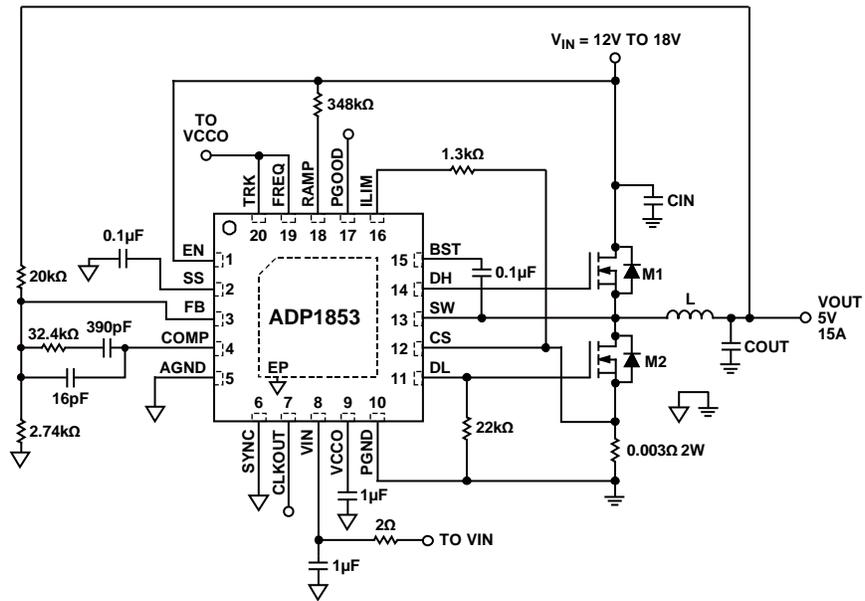 V_IN = 12V TO 18V
348kΩ
TO
VCCO
1.3kΩ
TRK
FREQ
RAMP
PGOOD
ILIM
CIN
20
19
18
17
16
0.1µF
EN
1
15
BST
SS
2
0.1µF
M1
20kΩ
14
DH
FB
3
ADP1853
13
SW
L
VOUT
5V
15A
390pF
32.4kΩ
COMP
4
12
CS
COUT
M2
AGND
5
EP
11
DL
16pF
6
7
8
9
10
2.74kΩ
22kΩ
0.003Ω 2W
SYNC
CLKOUT
VIN
VCCO
PGND
1µF
2Ω
TO VIN
1µF